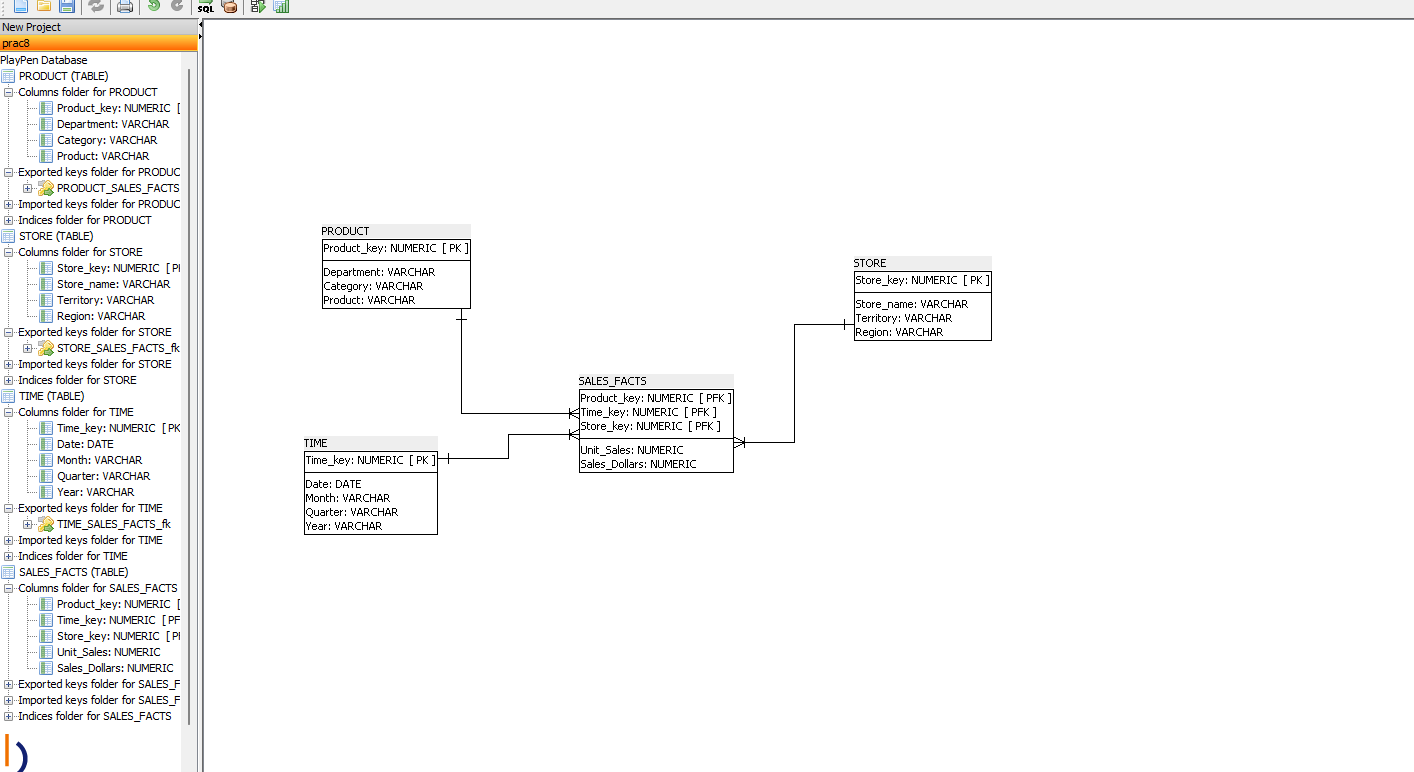 SQL
New Project
prac8
PlayPen Database
PRODUCT (TABLE)
Columns folder for PRODUCT
Product_key: NUMERIC [
Department: VARCHAR
Category: VARCHAR
Product: VARCHAR
Exported keys folder for PRODUC
PRODUCT_SALES_FACTS
Imported keys folder for PRODUC
Indices folder for PRODUCT
STORE (TABLE)
Columns folder for STORE
Store_key: NUMERIC [ P
Store_name: VARCHAR
Territory: VARCHAR
Region: VARCHAR
Exported keys folder for STORE
STORE_SALES_FACTS_fk
Imported keys folder for STORE
Indices folder for STORE
TIME (TABLE)
Columns folder for TIME
Time_key: NUMERIC [ PK
Date: DATE
Month: VARCHAR
Quarter: VARCHAR
Year: VARCHAR
Exported keys folder for TIME
TIME_SALES_FACTS_fk
Imported keys folder for TIME
Indices folder for TIME
SALES_FACTS (TABLE)
Columns folder for SALES_FACTS
Product_key: NUMERIC [
Time_key: NUMERIC [ PF
Store_key: NUMERIC [ P
Unit_Sales: NUMERIC
Sales_Dollars: NUMERIC
Exported keys folder for SALES_F
Imported keys folder for SALES_F
Indices folder for SALES_FACTS
PRODUCT
Product_key: NUMERIC [ PK ]
Department: VARCHAR
Category: VARCHAR
Product: VARCHAR
STORE
Store_key: NUMERIC [ PK ]
Store_name: VARCHAR
Territory: VARCHAR
Region: VARCHAR
SALES_FACTS
Product_key: NUMERIC [ PFK ]
Time_key: NUMERIC [ PFK ]
Store_key: NUMERIC [ PFK ]
Unit_Sales: NUMERIC
Sales_Dollars: NUMERIC
TIME
Time_key: NUMERIC [ PK ]
Date: DATE
Month: VARCHAR
Quarter: VARCHAR
Year: VARCHAR